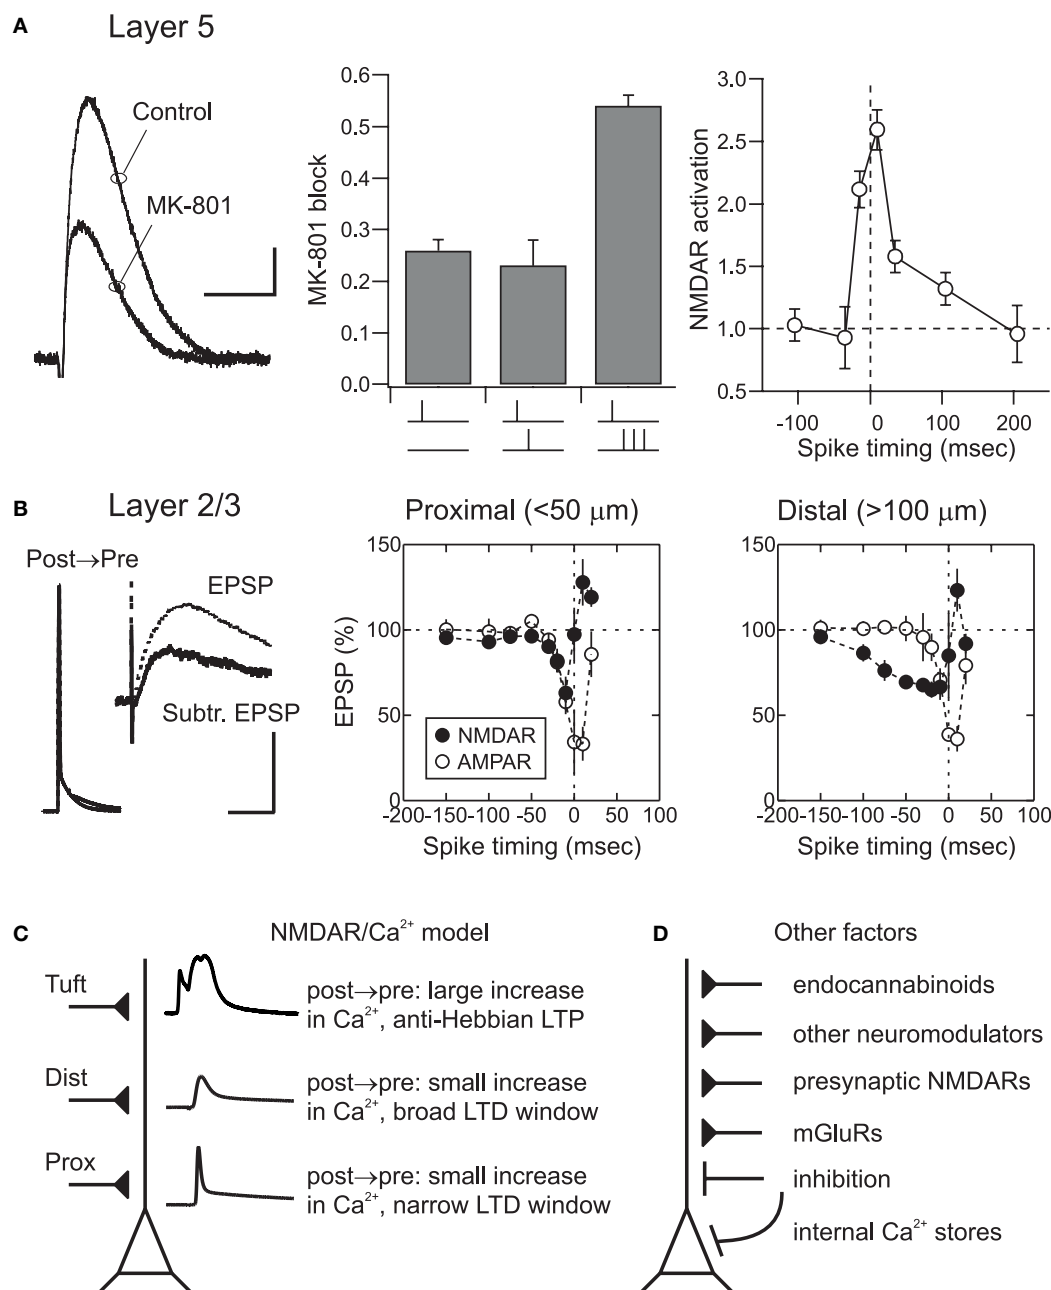 A
Layer 5
Control
MK-801
MK-801 block
0.6
0.5
0.4
0.3
0.2
0.1
0.0
NMDAR activation
3.0
2.5
2.0
1.5
1.0
0.5
-100
0
100
200
Spike timing (msec)
B
Layer 2/3
Post→Pre
EPSP
Subtr. EPSP
Proximal (<50 μm)
EPSP (%)
150
100
50
0
NMDAR
AMPAR
-200
-150
-100
-50
0
50
100
Spike timing (msec)
Distal (>100 μm)
150
100
50
0
-200
-150
-100
-50
0
50
100
Spike timing (msec)
C
NMDAR/Ca²⁺ model
Tuft
post→pre: large increase
in Ca²⁺, anti-Hebbian LTP
Dist
post→pre: small increase
in Ca²⁺, broad LTD window
Prox
post→pre: small increase
in Ca²⁺, narrow LTD window
D
Other factors
endocannabinoids
other neuromodulators
presynaptic NMDARs
mGluRs
inhibition
internal Ca²⁺ stores